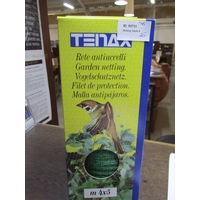 TENAX
Rete antiuccelli
Garden netting.
Vogelschutznetz.
Filet de protection.
Malla antipájaros.
m 4x5